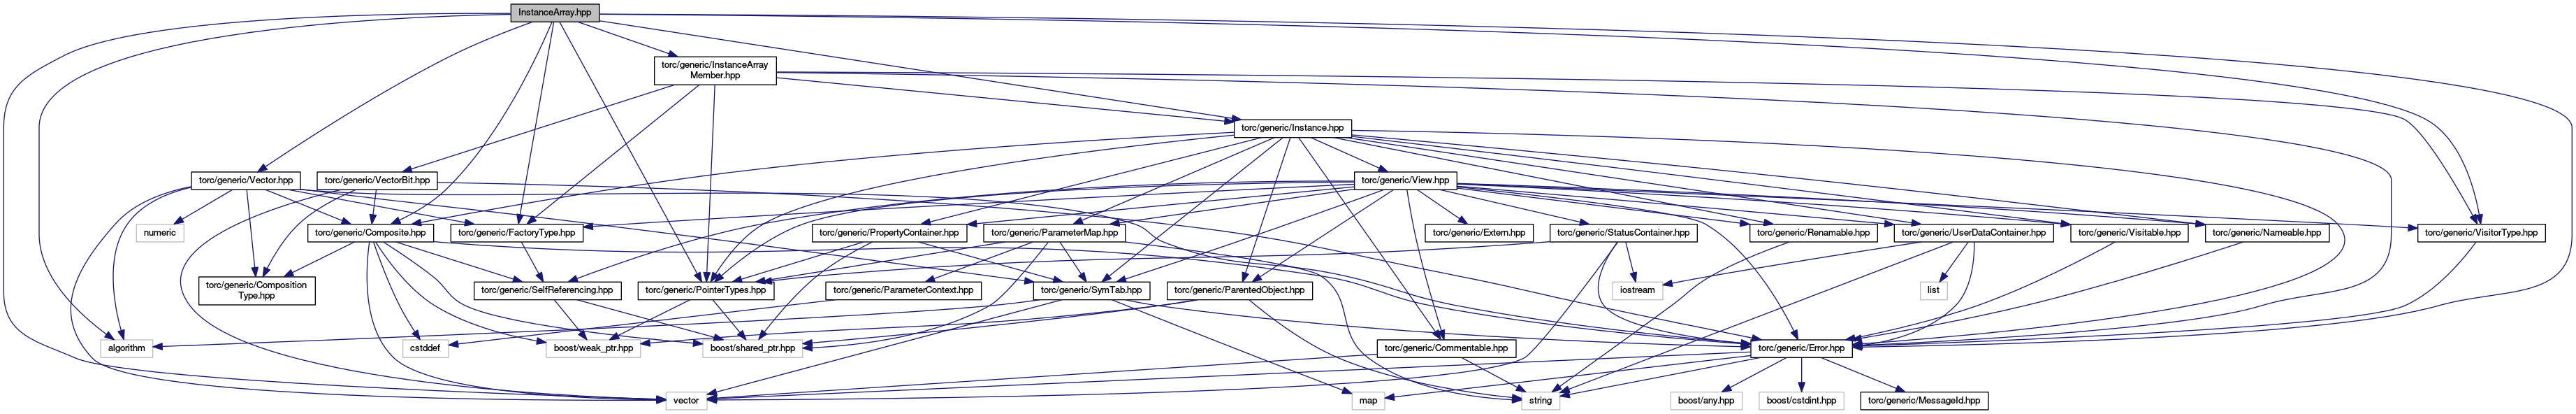 InstanceArray.hpp
torc/generic/InstanceArray
Member.hpp
torc/generic/Instance.hpp
torc/generic/Vector.hpp
torc/generic/VectorBit.hpp
torc/generic/View.hpp
numeric
torc/generic/Composite.hpp
torc/generic/FactoryType.hpp
torc/generic/PropertyContainer.hpp
torc/generic/ParameterMap.hpp
torc/generic/Extern.hpp
torc/generic/StatusContainer.hpp
torc/generic/Renamable.hpp
torc/generic/UserDataContainer.hpp
torc/generic/Visitable.hpp
torc/generic/Nameable.hpp
torc/generic/VisitorType.hpp
torc/generic/Composition
Type.hpp
torc/generic/SelfReferencing.hpp
torc/generic/PointerTypes.hpp
torc/generic/ParameterContext.hpp
torc/generic/SymTab.hpp
torc/generic/ParentedObject.hpp
iostream
list
algorithm
cstddef
boost/weak_ptr.hpp
boost/shared_ptr.hpp
torc/generic/Commentable.hpp
torc/generic/Error.hpp
vector
map
string
boost/any.hpp
boost/cstdint.hpp
torc/generic/MessageId.hpp